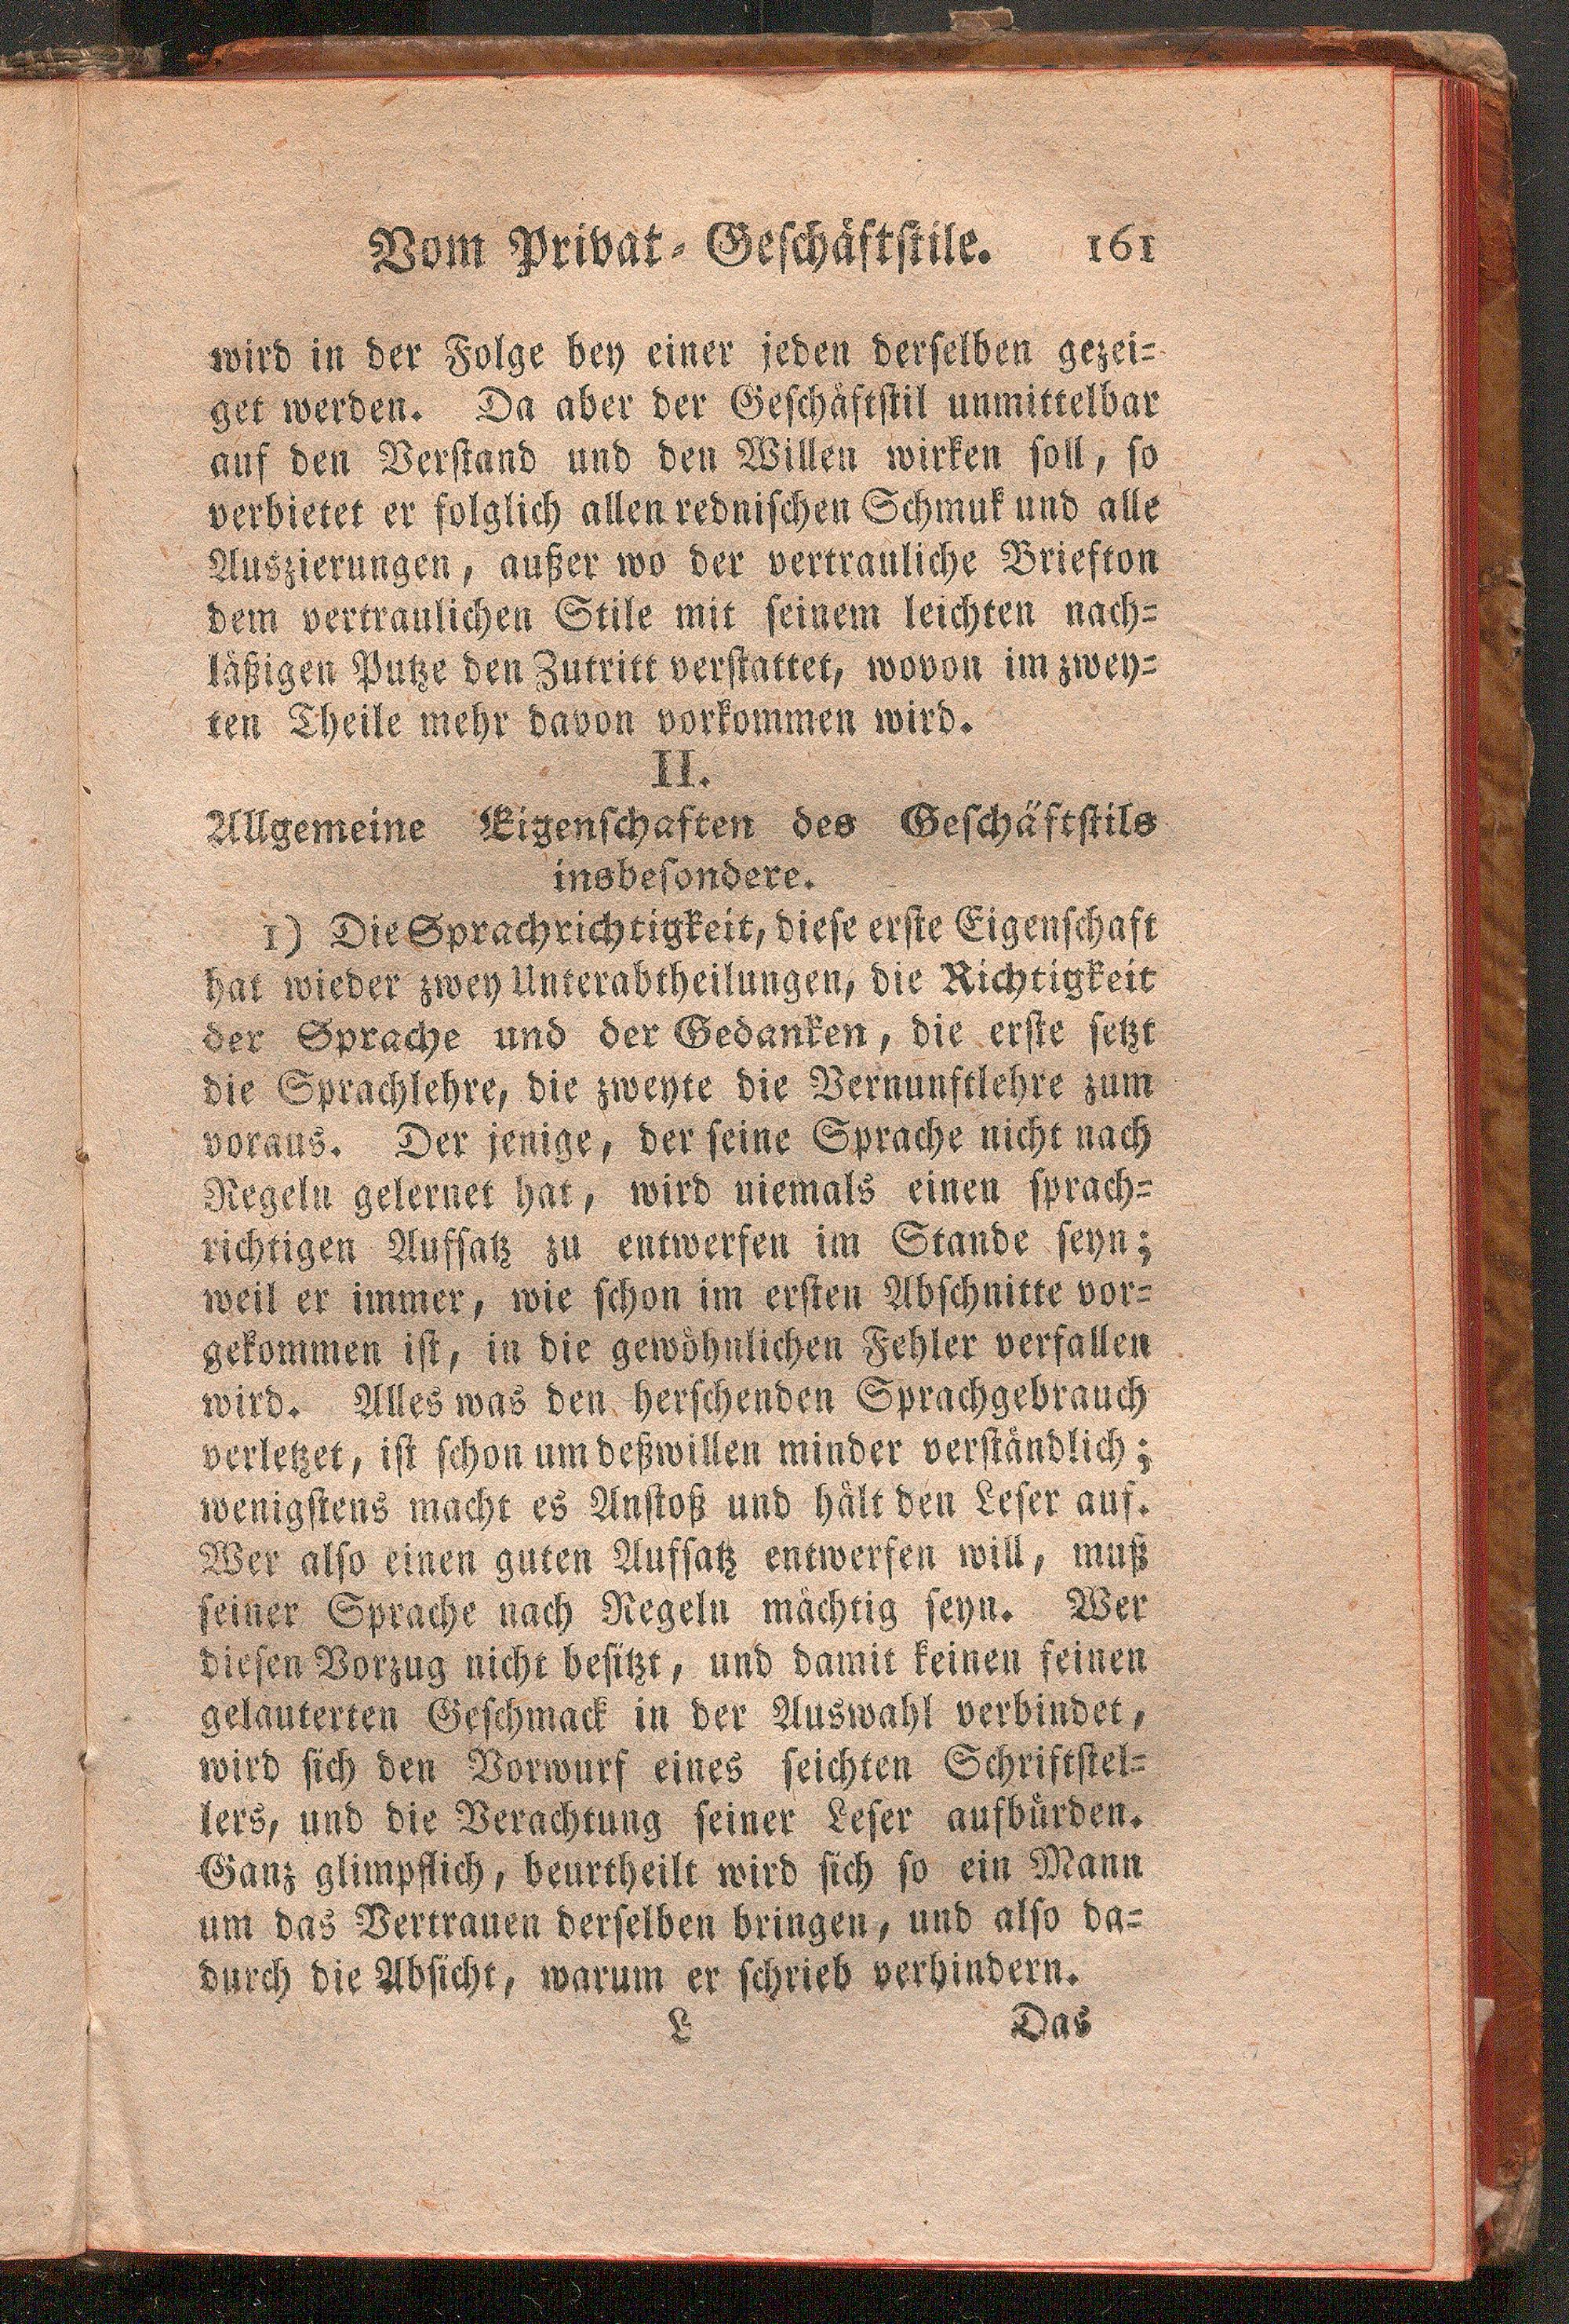 Vom Privat-Geschäftstile. 161
wird in der Folge bey einer jeden derselben gezei-
get werden. Da aber der Geschäftstil unmittelbar
auf den Verstand und den Willen wirken soll, so
verbietet er folglich allen rednischen Schmuk und alle
Auszierungen, außer wo der vertrauliche Briefton
dem vertraulichen Stile mit seinem leichten nach-
läßigen Putze den Zutritt verstattet, wovon im zwey-
ten Theile mehr davon vorkommen wird.
II.
Allgemeine Eigenschaften des Geschäftstils
insbesondere.
1) Die Sprachrichtigkeit, diese erste Eigenschaft
hat wieder zwey Unterabtheilungen, die Richtigkeit
der Sprache und der Gedanken, die erste setzt
die Sprachlehre, die zweyte die Vernunftlehre zum
voraus. Der jenige, der seine Sprache nicht nach
Regeln gelernet hat, wird niemals einen sprach-
richtigen Aufsatz zu entwerfen im Stande seyn;
weil er immer, wie schon im ersten Abschnitte vor-
gekommen ist, in die gewöhnlichen Fehler verfallen
wird. Alles was den herschenden Sprachgebrauch
verletzet, ist schon um deßwillen minder verständlich;
wenigstens macht es Anstoß und hält den Leser auf.
Wer also einen guten Aufsatz entwerfen will, muß
seiner Sprache nach Regeln mächtig seyn. Wer
diesen Vorzug nicht besitzt, und damit keinen feinen
gelauterten Geschmack in der Auswahl verbindet,
wird sich den Vorwurf eines seichten Schriftstel-
lers, und die Verachtung seiner Leser aufbürden.
Ganz glimpflich, beurtheilt wird sich so ein Mann
um das Vertrauen derselben bringen, und also da-
durch die Absicht, warum er schrieb verhindern.
L Das